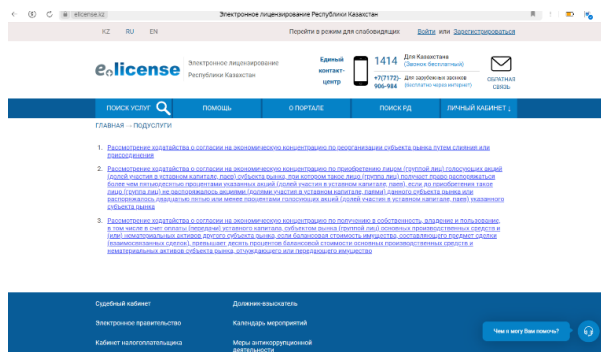 elicense.kz
Электронное лицензирование Республики Казахстан
KZ RU EN
Перейти в режим для слабовидящих Войти или Зарегистрироваться
e.license
Электронное лицензирование
Республики Казахстан
Единый
контакт-
центр
1414 Для Казахстана
(Звонок бесплатный)
+7(7172)-
906-984
Для зарубежных звонков
(бесплатно через интернет)
ОБРАТНАЯ
СВЯЗЬ
ПОИСК УСЛУГ ПОМОЩЬ О ПОРТАЛЕ ПОИСК РД ЛИЧНЫЙ КАБИНЕТ ↓
ГЛАВНАЯ → ПОДУСЛУГИ
1. Рассмотрение ходатайства о согласии на экономическую концентрацию по реорганизации субъекта рынка путем слияния или
присоединения
2. Рассмотрение ходатайства о согласии на экономическую концентрацию по приобретению лицом (группой лиц) голосующих акций
(долей участия в уставном капитале, паев) субъекта рынка, при котором такое лицо (группа лиц) получает право распоряжаться
более чем пятьюдесятью процентами указанных акций (долей участия в уставном капитале, паев), если до приобретения такое
лицо (группа лиц) не распоряжалось акциями (долями участия в уставном капитале, паями) данного субъекта рынка или
распоряжалось двадцатью пятью или менее процентами голосующих акций (долей участия в уставном капитале, паев) указанного
субъекта рынка
3. Рассмотрение ходатайства о согласии на экономическую концентрацию по получению в собственность, владение и пользование,
в том числе в счет оплаты (передачи) уставного капитала, субъектом рынка (группой лиц) основных производственных средств и
(или) нематериальных активов другого субъекта рынка, если балансовая стоимость имущества, составляющего предмет сделки
(взаимосвязанных сделок), превышает десять процентов балансовой стоимости основных производственных средств и
нематериальных активов субъекта рынка, отчуждающего или передающего имущество
Судебный кабинет Должник-взыскатель
Электронное правительство Календарь мероприятий
Кабинет налогоплательщика Меры антикоррупционной
деятельности
Чем я могу Вам помочь?